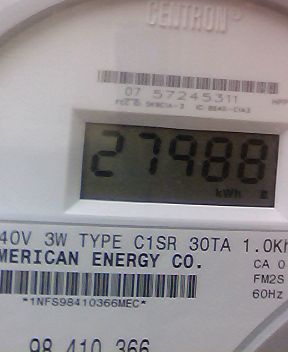 CENTRON
07 57245311
27988
kWh
40V 3W TYPE C1SR 30TA 1.0Kh
MERICAN ENERGY CO.
CA 0
FM2S
60Hz
*1NFS98410366MEC*
98 410 366